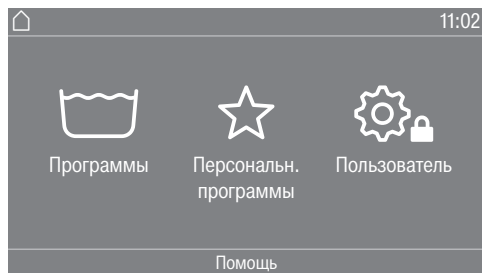 11:02
Программы
Персональн.
программы
Пользователь
Помощь